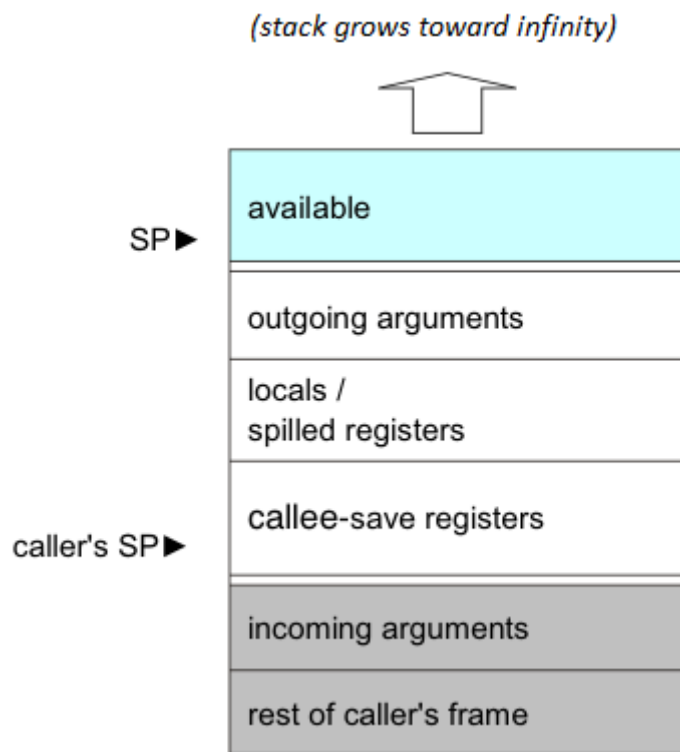 (stack grows toward infinity)
available
SP►
outgoing arguments
locals /
spilled registers
callee-save registers
caller's SP►
incoming arguments
rest of caller's frame